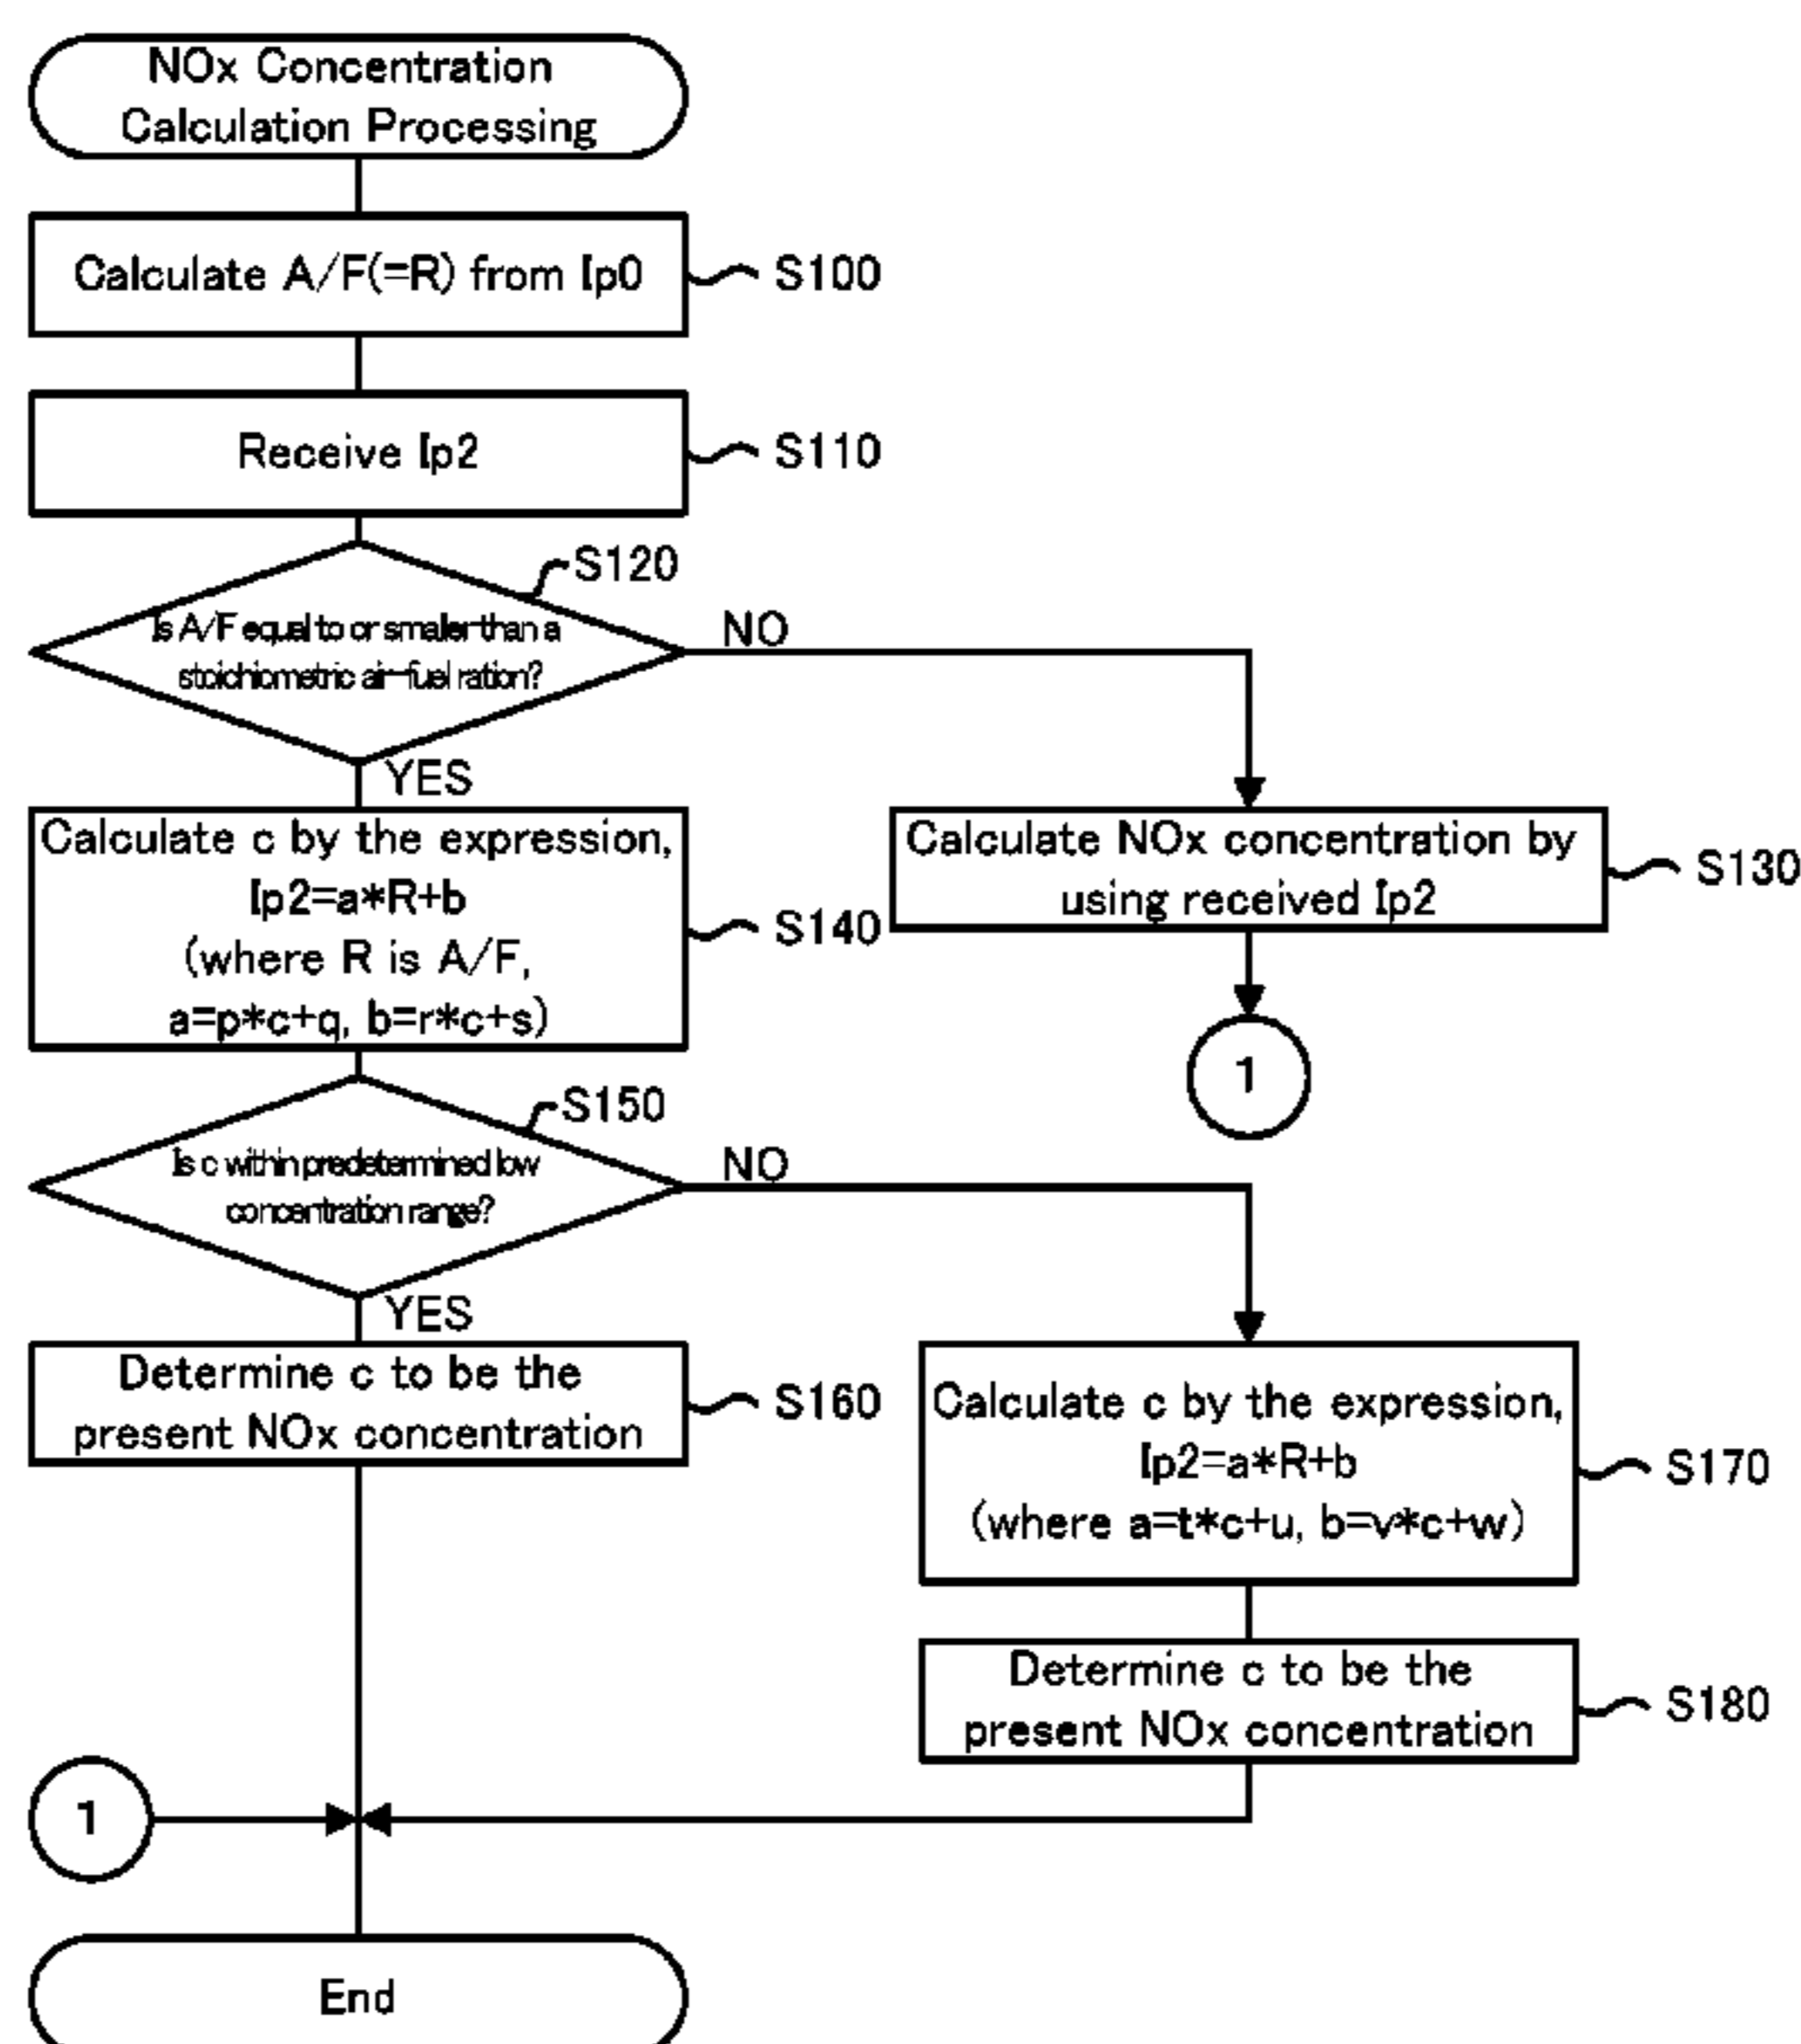 NOx Concentration
Calculation Processing
Calculate A/F(=R) from Ip0
S100
Receive Ip2
S110
S120
Is A/F equal to or smaller than a
stoichiometric air-fuel ration?
NO
YES
Calculate c by the expression,
Ip2=a*R+b
(where R is A/F,
a=p*c+q, b=r*c+s)
S140
Calculate NOx concentration by
using received Ip2
S130
1
S150
Is c within predetermined low
concentration range?
NO
YES
Determine c to be the
present NOx concentration
S160
Calculate c by the expression,
Ip2=a*R+b
(where a=t*c+u, b=v*c+w)
S170
Determine c to be the
present NOx concentration
S180
1
End